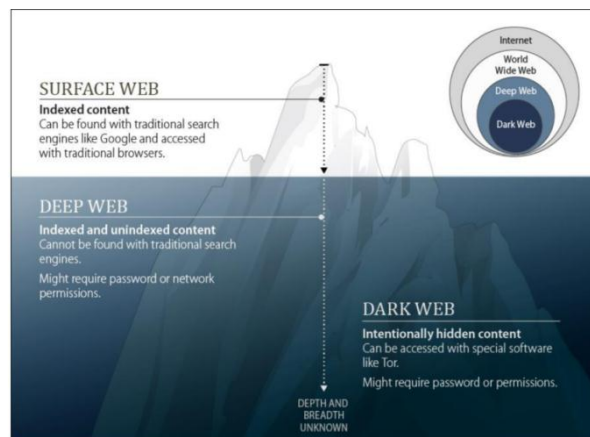 SURFACE WEB
Indexed content
Can be found with traditional search
engines like Google and accessed
with traditional browsers.
Internet
World
Wide Web
Deep Web
Dark Web
DEEP WEB
Indexed and unindexed content
Cannot be found with traditional search
engines.
Might require password or network
permissions.
DARK WEB
Intentionally hidden content
Can be accessed with special software
like Tor.
Might require password or permissions.
DEPTH AND
BREADTH
UNKNOWN